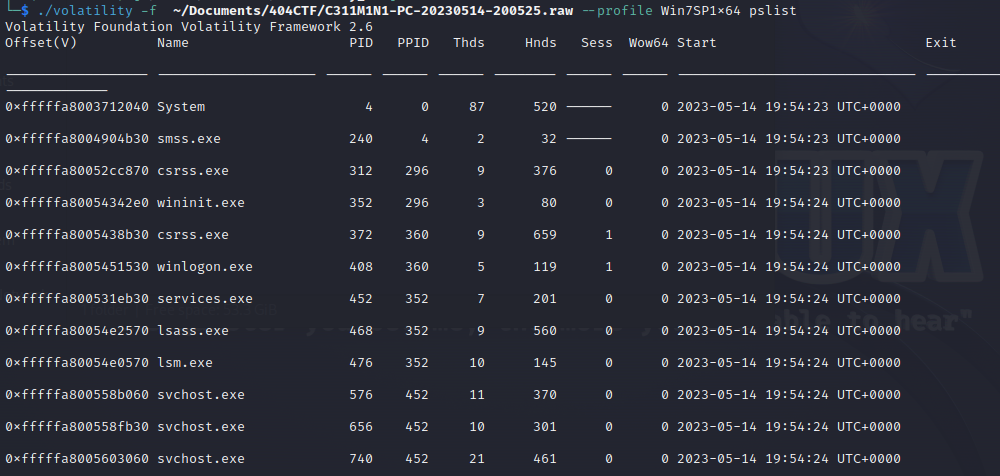 └─$ ./volatility -f ~/Documents/404CTF/C311M1N1-PC-20230514-200525.raw --profile Win7SP1×64 pslist
Volatility Foundation Volatility Framework 2.6
Offset(V) Name PID PPID Thds Hnds Sess Wow64 Start Exit
0×fffffa8003712040 System 4 0 87 520 ------ 0 2023-05-14 19:54:23 UTC+0000
0×fffffa8004904b30 smss.exe 240 4 2 32 ------ 0 2023-05-14 19:54:23 UTC+0000
0×fffffa80052cc870 csrss.exe 312 296 9 376 0 0 2023-05-14 19:54:23 UTC+0000
0×fffffa80054342e0 wininit.exe 352 296 3 80 0 0 2023-05-14 19:54:24 UTC+0000
0×fffffa8005438b30 csrss.exe 372 360 9 659 1 0 2023-05-14 19:54:24 UTC+0000
0×fffffa8005451530 winlogon.exe 408 360 5 119 1 0 2023-05-14 19:54:24 UTC+0000
0×fffffa800531eb30 services.exe 452 352 7 201 0 0 2023-05-14 19:54:24 UTC+0000
0×fffffa80054e2570 lsass.exe 468 352 9 560 0 0 2023-05-14 19:54:24 UTC+0000
0×fffffa80054e0570 lsm.exe 476 352 10 145 0 0 2023-05-14 19:54:24 UTC+0000
0×fffffa800558b060 svchost.exe 576 452 11 370 0 0 2023-05-14 19:54:24 UTC+0000
0×fffffa800558fb30 svchost.exe 656 452 10 301 0 0 2023-05-14 19:54:24 UTC+0000
0×fffffa8005603060 svchost.exe 740 452 21 461 0 0 2023-05-14 19:54:24 UTC+0000
UX
to hear"